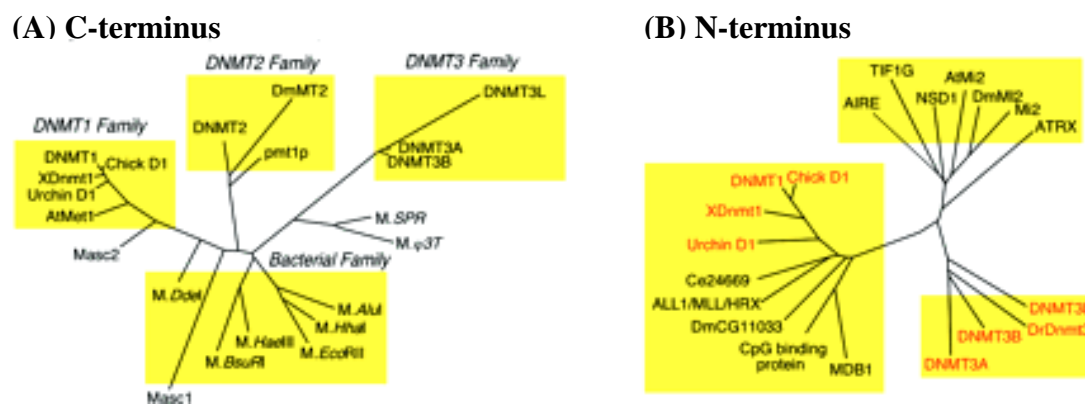 (A) C-terminus
DNMT2 Family
DNMT3 Family
DmMT2
DNMT3L
DNMT2
DNMT1 Family
pmt1p
DNMT3A
DNMT3B
DNMT1
Chick D1
XDnmt1
Urchin D1
AtMet1
M.SPR
M.φ3T
Masc2
Bacterial Family
M.DdeI
M.AluI
M.HhaI
M.HaeIII
M.EcoRII
M.BsuRI
Masc1
(B) N-terminus
TIF1G
AtMi2
NSD1
DmMI2
AIRE
Mi2
ATRX
DNMT1
Chick D1
XDnmt1
Urchin D1
Ce24669
ALL1/MLL/HRX
DmCG11033
CpG binding
protein
MDB1
DNMT3B
DNMT3A